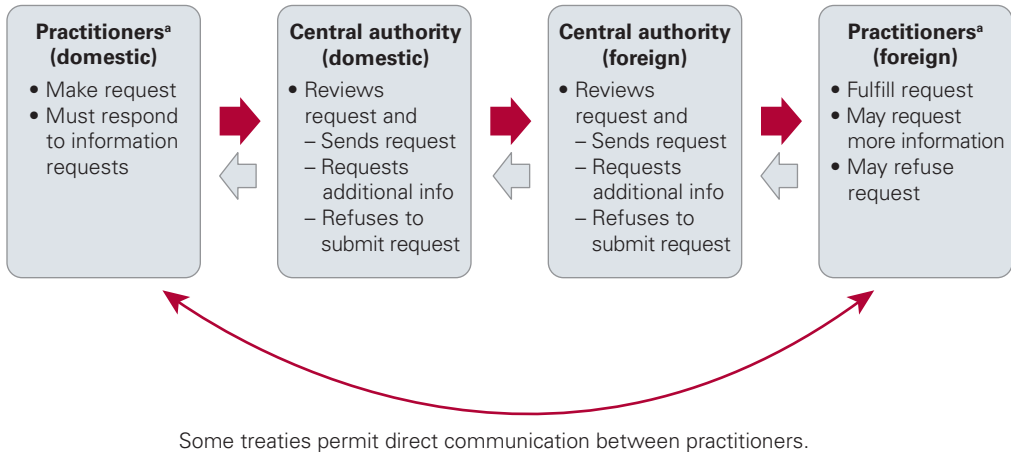 Practitionersᵃ
(domestic)
• Make request
• Must respond
to information
requests
Central authority
(domestic)
• Reviews
request and
– Sends request
– Requests
additional info
– Refuses to
submit request
Central authority
(foreign)
• Reviews
request and
– Sends request
– Requests
additional info
– Refuses to
submit request
Practitionersᵃ
(foreign)
• Fulfill request
• May request
more information
• May refuse
request
Some treaties permit direct communication between practitioners.